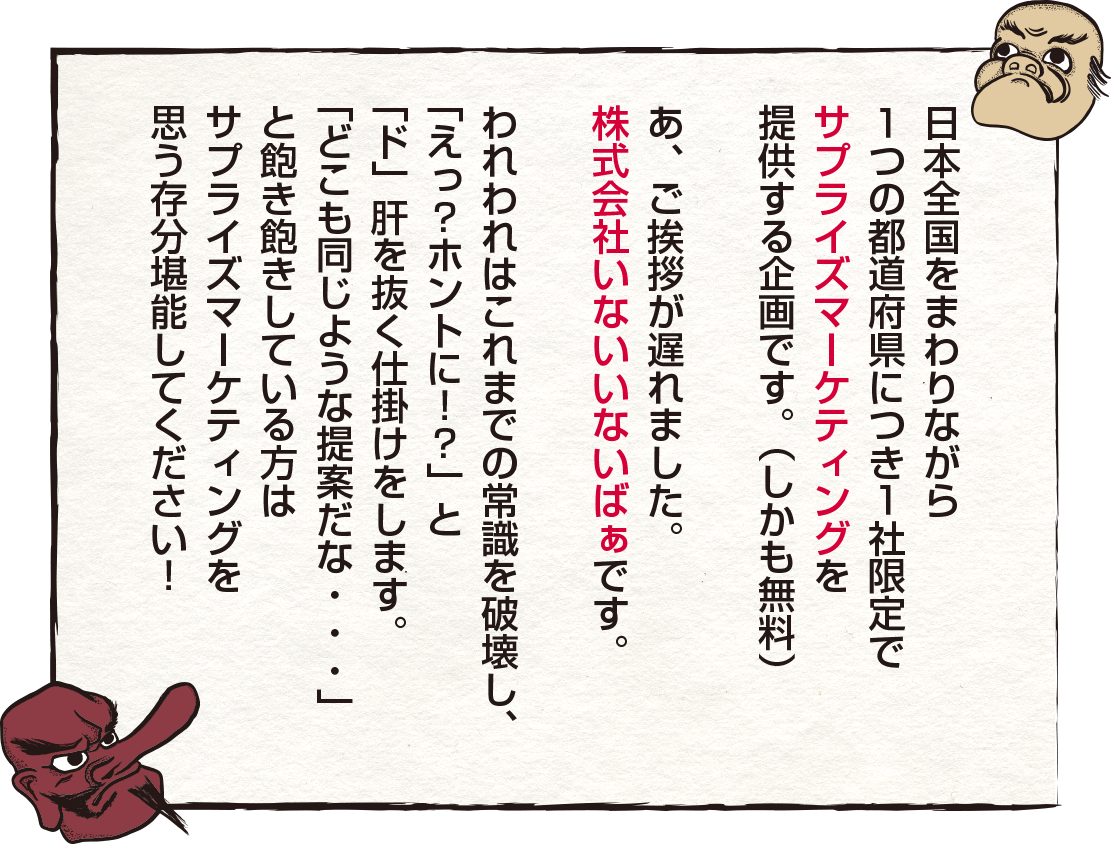 日本全国をまわりながら
1つの都道府県につき1社限定で
サプライズマーケティングを
提供する企画です。（しかも無料）
あ、ご挨拶が遅れました。
株式会社いないいないばぁです。
われわれはこれまでの常識を破壊し、
「えっ？ホントに！？」と
「ド」肝を抜く仕掛けをします。
「どこも同じような提案だな・・・」
と飽き飽きしている方は
サプライズマーケティングを
思う存分堪能してください！